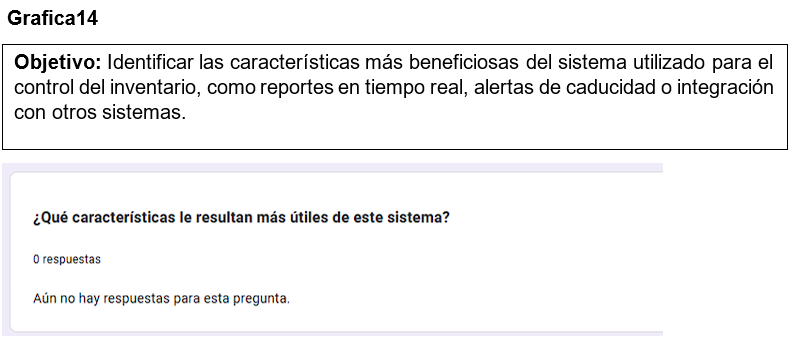 Grafica14
Objetivo: Identificar las características más beneficiosas del sistema utilizado para el
control del inventario, como reportes en tiempo real, alertas de caducidad o integración
con otros sistemas.
¿Qué características le resultan más útiles de este sistema?
0 respuestas
Aún no hay respuestas para esta pregunta.